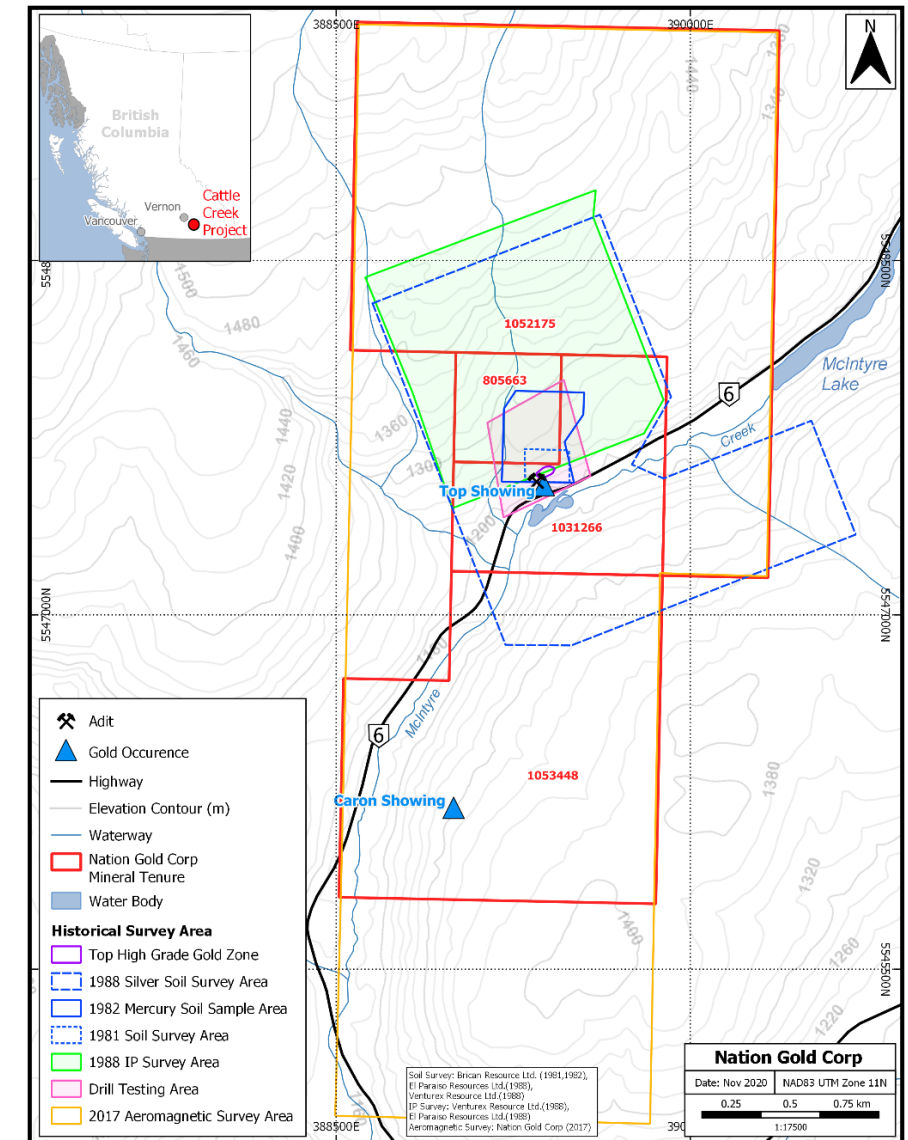 388500E
390000E
N
British
Columbia
Vernon
Vancouver
Cattle
Creek
Project
1440
1340
5548
5548500N
1500
1480
1460
1052175
McIntyre
Lake
805663
6
1440
1360
Creek
1300
1420
Top Showing
1200
1031266
1400
5547000N
5547000N
McIntyre
6
1053448
1380
Caron Showing
1320
1400
1260
1220
5545500N
Adit
Gold Occurence
Highway
Elevation Contour (m)
Waterway
Nation Gold Corp
Mineral Tenure
Water Body
Historical Survey Area
Top High Grade Gold Zone
1988 Silver Soil Survey Area
1982 Mercury Soil Sample Area
1981 Soil Survey Area
1988 IP Survey Area
Drill Testing Area
2017 Aeromagnetic Survey Area
Soil Survey: Brican Resource Ltd. (1981,1982),
El Paraiso Resources Ltd.(1988),
Venturex Resource Ltd.(1988)
IP Survey: Venturex Resource Ltd.(1988),
El Paraiso Resources Ltd.(1988)
Aeromagnetic Survey: Nation Gold Corp (2017)
Nation Gold Corp
Date: Nov 2020
NAD83 UTM Zone 11N
0.25 0.5 0.75 km
1:17500
388500E